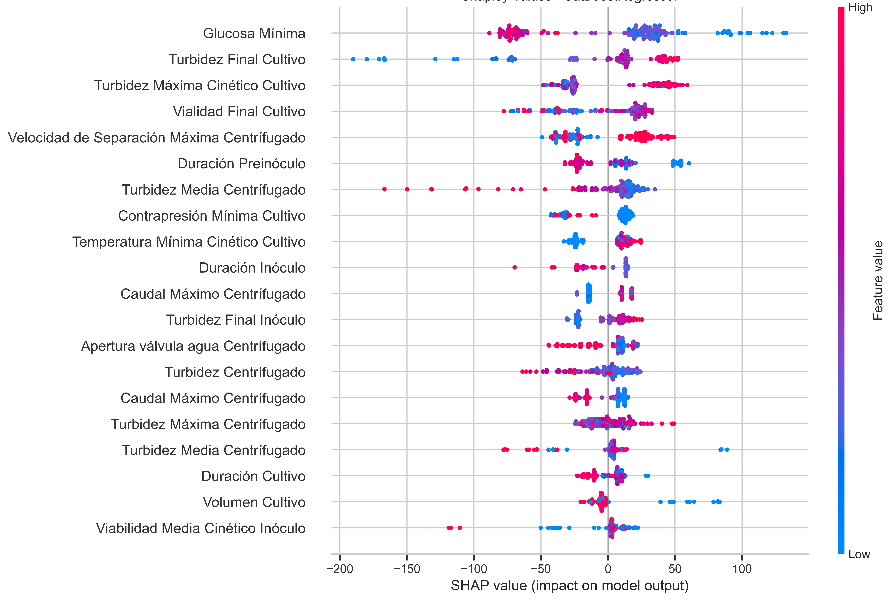 High
Glucosa Mínima
Turbidez Final Cultivo
Turbidez Máxima Cinético Cultivo
Vialidad Final Cultivo
Velocidad de Separación Máxima Centrífugado
Duración Preinóculo
Turbidez Media Centrífugado
Contrapresión Mínima Cultivo
Temperatura Mínima Cinético Cultivo
Duración Inóculo
Caudal Máximo Centrífugado
Turbidez Final Inóculo
Apertura válvula agua Centrífugado
Turbidez Centrífugado
Caudal Máximo Centrífugado
Turbidez Máxima Centrífugado
Turbidez Media Centrífugado
Duración Cultivo
Volumen Cultivo
Viabilidad Media Cinético Inóculo
Feature value
Low
−200 −150 −100 −50 0 50 100
SHAP value (impact on model output)